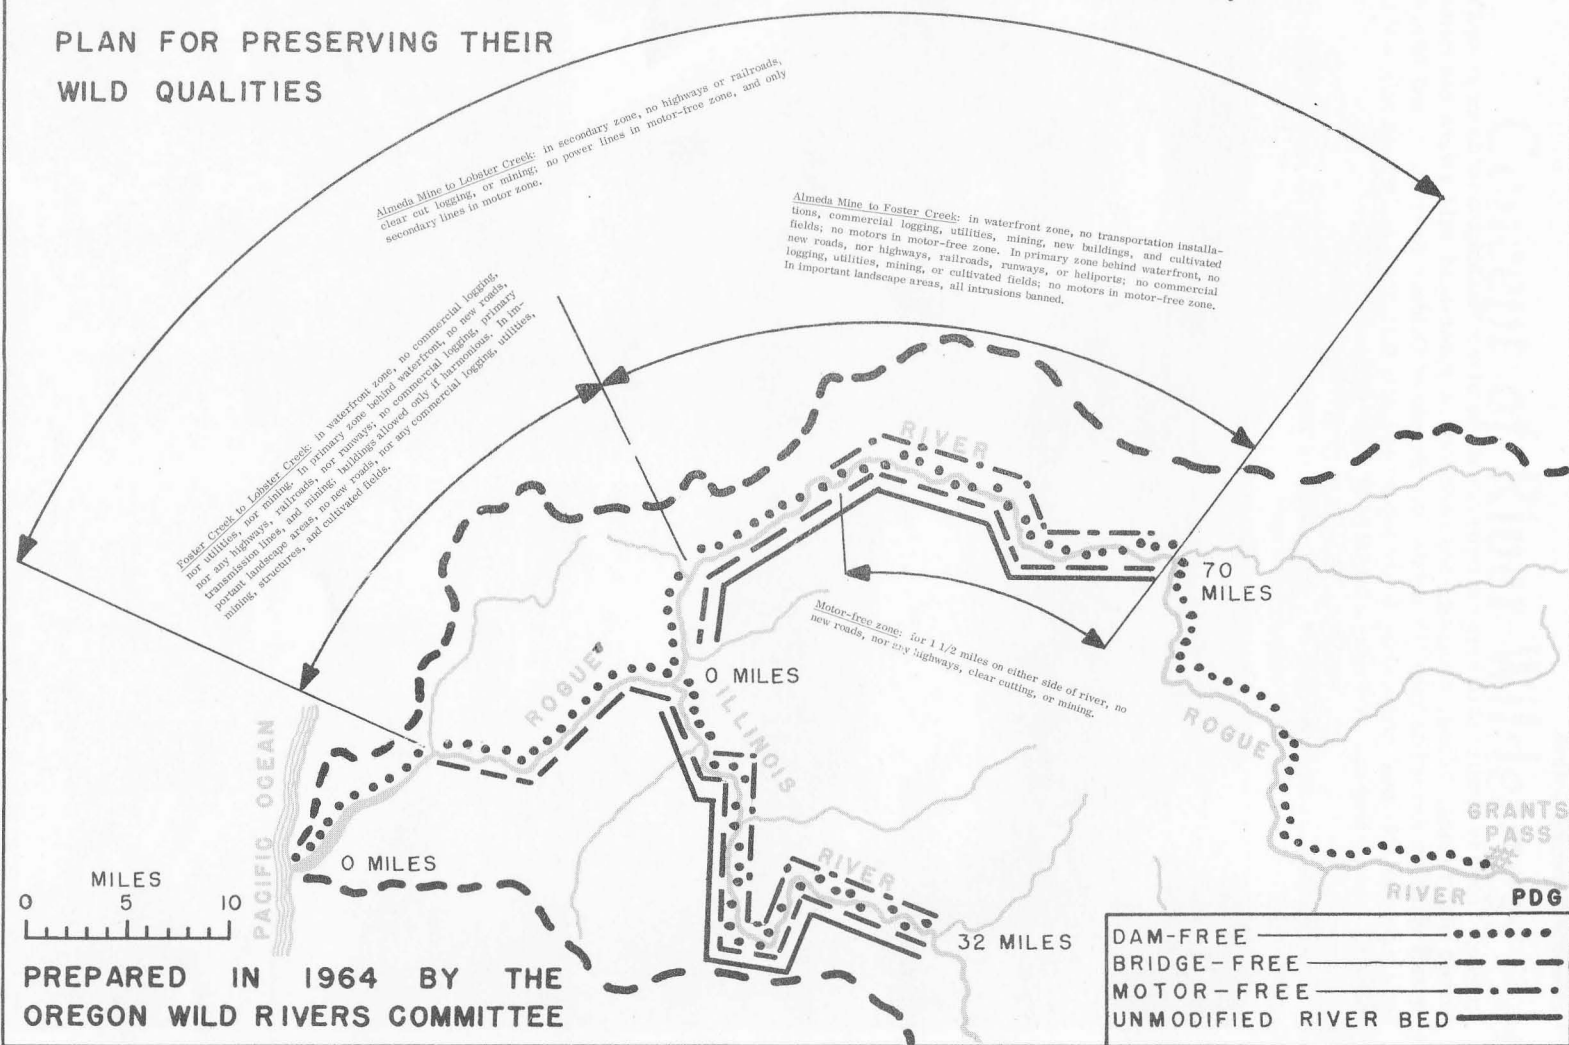 PLAN FOR PRESERVING THEIR
WILD QUALITIES
Almeda Mine to Lobster Creek: in secondary zone, no highways or railroads,
clear cut logging, or mining; no power lines in motor-free zone, and only
secondary lines in motor zone.
Almeda Mine to Foster Creek: in waterfront zone, no transportation installa-
tions, commercial logging, utilities, mining, new buildings, and cultivated
fields; no motors in motor-free zone. In primary zone behind waterfront, no
new roads, nor highways, railroads, runways, or heliports; no commercial
logging, utilities, mining, or cultivated fields; no motors in motor-free zone.
In important landscape areas, all intrusions banned.
Foster Creek to Lobster Creek: in waterfront zone, no commercial logging,
nor utilities, nor mining. In primary zone behind waterfront, no new roads,
nor any highways, railroads, nor runways; no commercial logging, primary
transmission lines, and mining; buildings allowed only if harmonious. In im-
portant landscape areas, no new roads, nor any commercial logging, utilities,
mining, structures, and cultivated fields.
RIVER
70
MILES
Motor-free zone: for 1 1/2 miles on either side of river, no
new roads, nor any highways, clear cutting, or mining.
0 MILES
ROGUE
ILLINOIS
ROGUE
PACIFIC OCEAN
GRANTS
PASS
0 MILES
RIVER
RIVER
PDG
MILES
0 5 10
32 MILES
PREPARED IN 1964 BY THE
OREGON WILD RIVERS COMMITTEE
DAM-FREE
BRIDGE-FREE
MOTOR-FREE
UNMODIFIED RIVER BED